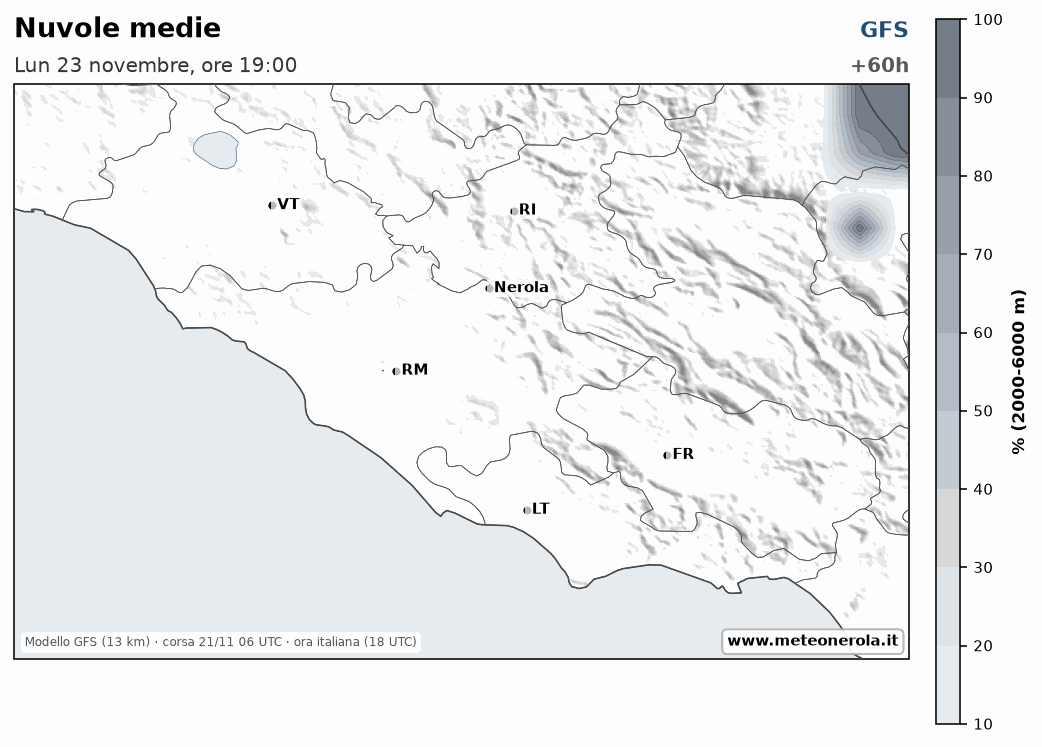 Nuvole medie
GFS
Lun 23 novembre, ore 19:00
+60h
VT
RI
Nerola
RM
FR
LT
Modello GFS (13 km) · corsa 21/11 06 UTC · ora italiana (18 UTC)
www.meteonerola.it
100
90
80
70
60
50
40
30
20
10
% (2000-6000 m)